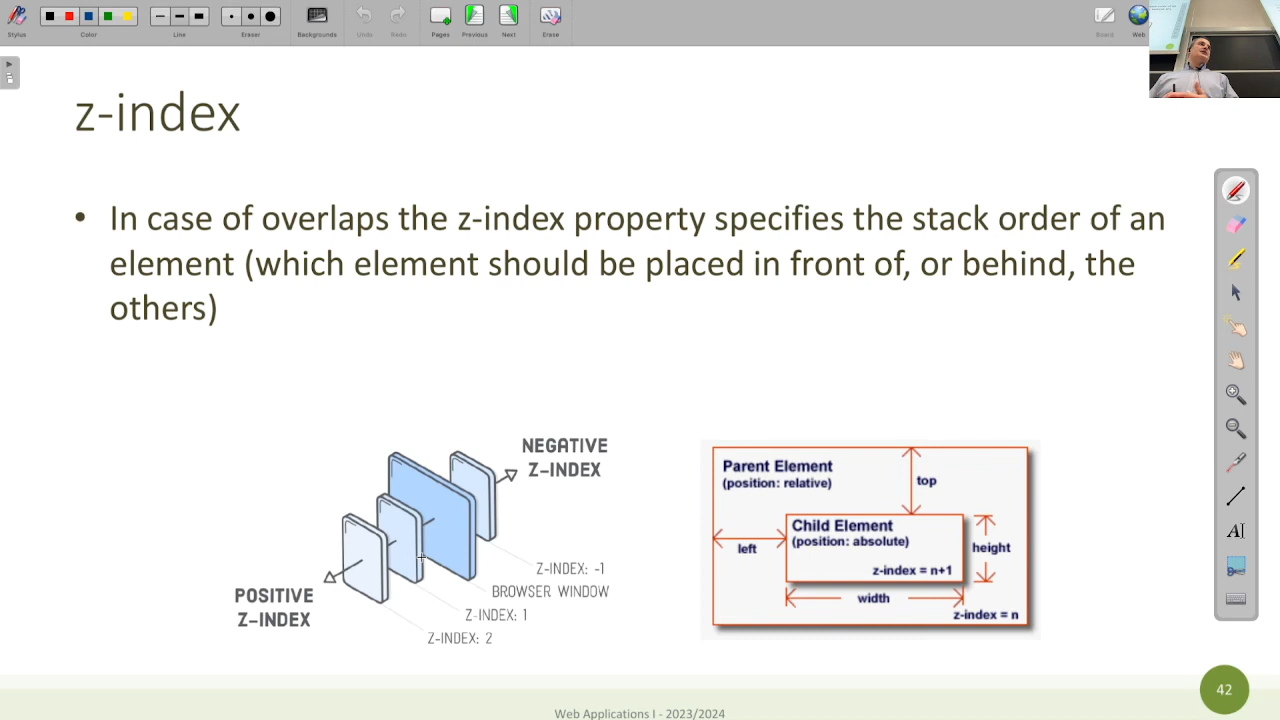 Stylus
Color
Line
Eraser
Backgrounds
Undo
Redo
Pages
Previous
Next
Erase
Board
Web
z-index
• In case of overlaps the z-index property specifies the stack order of an
element (which element should be placed in front of, or behind, the
others)
NEGATIVE
Z-INDEX
POSITIVE
Z-INDEX
Z-INDEX: -1
BROWSER WINDOW
Z-INDEX: 1
Z-INDEX: 2
Parent Element
(position: relative)
top
Child Element
(position: absolute)
left
height
z-index = n+1
width
z-index = n
42
Web Applications I - 2023/2024